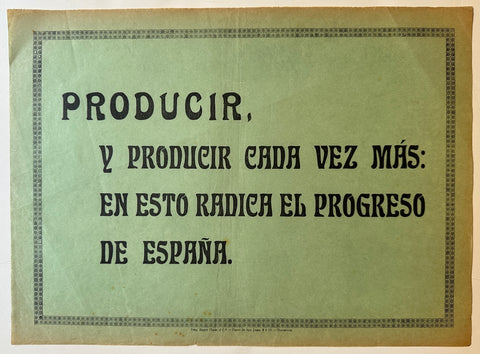 PRODUCIR,
Y PRODUCIR CADA VEZ MÁS:
EN ESTO RADICA EL PROGRESO
DE ESPAÑA.